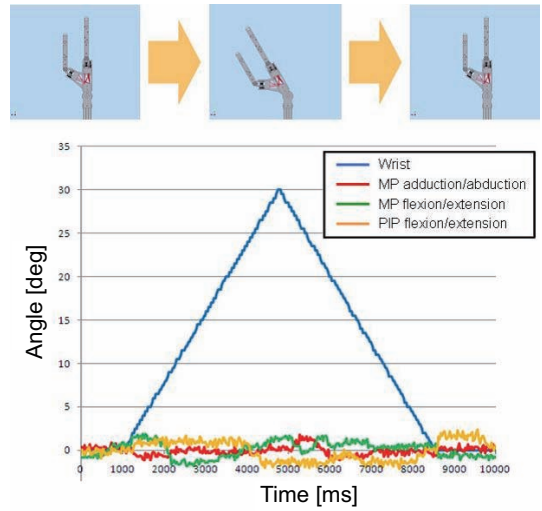 35
30
25
20
15
10
5
0
Angle [deg]
Wrist
MP adduction/abduction
MP flexion/extension
PIP flexion/extension
0 1000 2000 3000 4000 5000 6000 7000 8000 9000 10000
Time [ms]